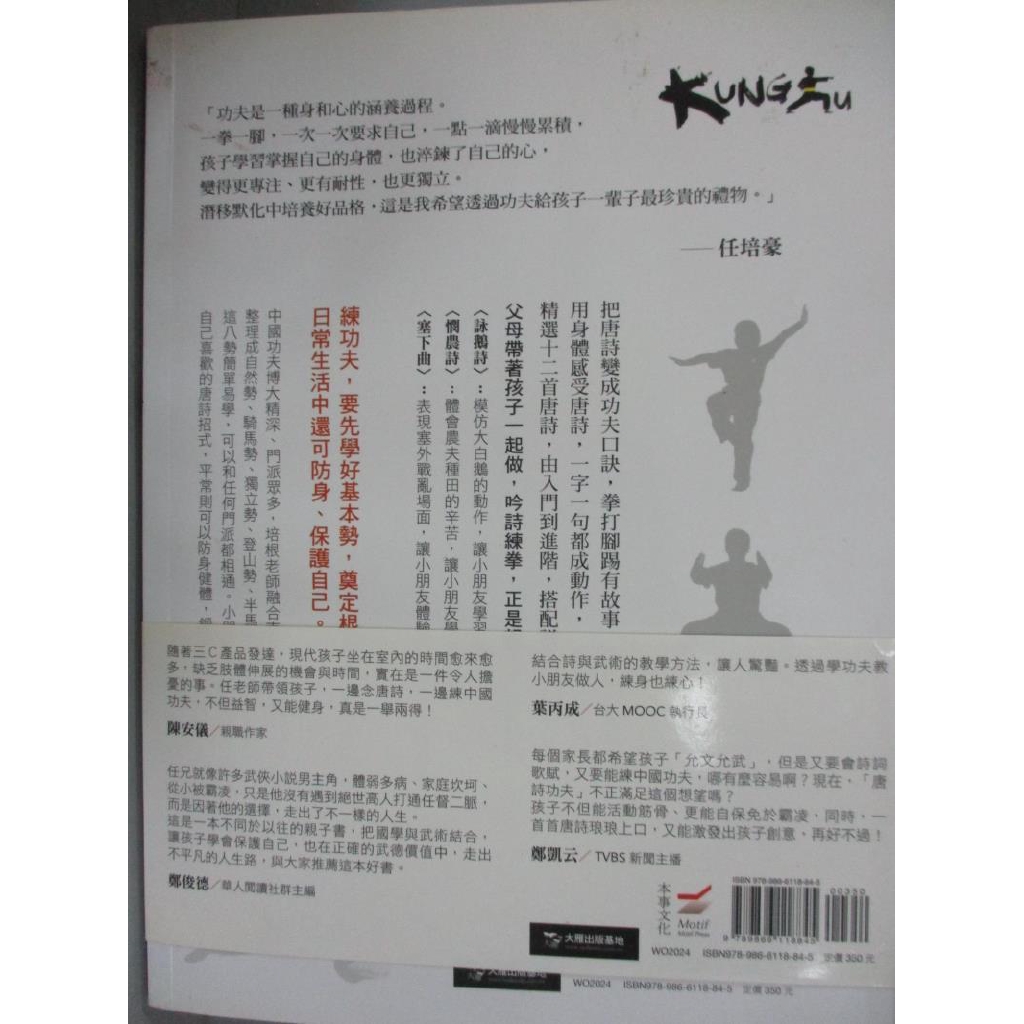 KUNG FU
「功夫是一種身和心的涵養過程。
一拳一腳，一次一次要求自己，一點一滴慢慢累積，
孩子學習掌握自己的身體，也淬鍊了自己的心，
變得更專注、更有耐性，也更獨立。
潛移默化中培養好品格，這是我希望透過功夫給孩子一輩子最珍貴的禮物。」
——任培豪
把唐詩變成功夫口訣，拳打腳踢有故事
用身體感受唐詩，一字一句都成動作，
精選十二首唐詩，由入門到進階，搭配
父母帶著孩子一起做，吟詩練拳，正是
〈詠鵝詩〉：模仿大白鵝的動作，讓小朋友學習
〈憫農詩〉：體會農夫種田的辛苦，讓小朋友學
〈塞下曲〉：表現塞外戰亂場面，讓小朋友體驗
練功夫，要先學好基本勢，奠定根
日常生活中還可防身、保護自己。
中國功夫博大精深、門派眾多，培根老師融合
整理成自然勢、騎馬勢、獨立勢、登山勢、半馬
這八勢簡單易學，可以和任何門派都相通。小
自己喜歡的唐詩招式，平常則可以防身健體，
隨著三C產品發達，現代孩子坐在室內的時間愈來愈
多，缺乏肢體伸展的機會與時間，實在是一件令人擔
憂的事。任老師帶領孩子，一邊念唐詩，一邊練中國
功夫，不但益智，又能健身，真是一舉兩得！
陳安儀／親職作家
任兄就像許多武俠小說男主角，體弱多病、家庭坎坷、
從小被霸凌，只是他沒有遇到絕世高人打通任督二脈，
而是因著他的選擇，走出了不一樣的人生。
這是一本不同於以往的親子書，把國學與武術結合，
讓孩子學會保護自己，也在正確的武德價值中，走出
不平凡的人生路，與大家推薦這本好書。
鄭俊德／華人閱讀社群主編
結合詩與武術的教學方法，讓人驚豔。透過學功夫教
小朋友做人，練身也練心！
葉丙成／台大MOOC執行長
每個家長都希望孩子「允文允武」，但是又要會詩詞
歌賦，又要能練中國功夫，哪有麼容易啊？現在，「唐
詩功夫」不正滿足這個想望嗎？
孩子不但能活動筋骨、更能自保免於霸凌，同時，一
首首唐詩琅琅上口，又能激發出孩子創意，再好不過！
鄭凱云／TVBS新聞主播
本事文化
Motif
ISBN 978-986-6118-84-5
00350
9 789866 118845
大雁出版基地
WO2024 ISBN978-986-6118-84-5 定價 350 元
大雁出版基地
WO2024 ISBN978-986-6118-84-5 定價 350 元